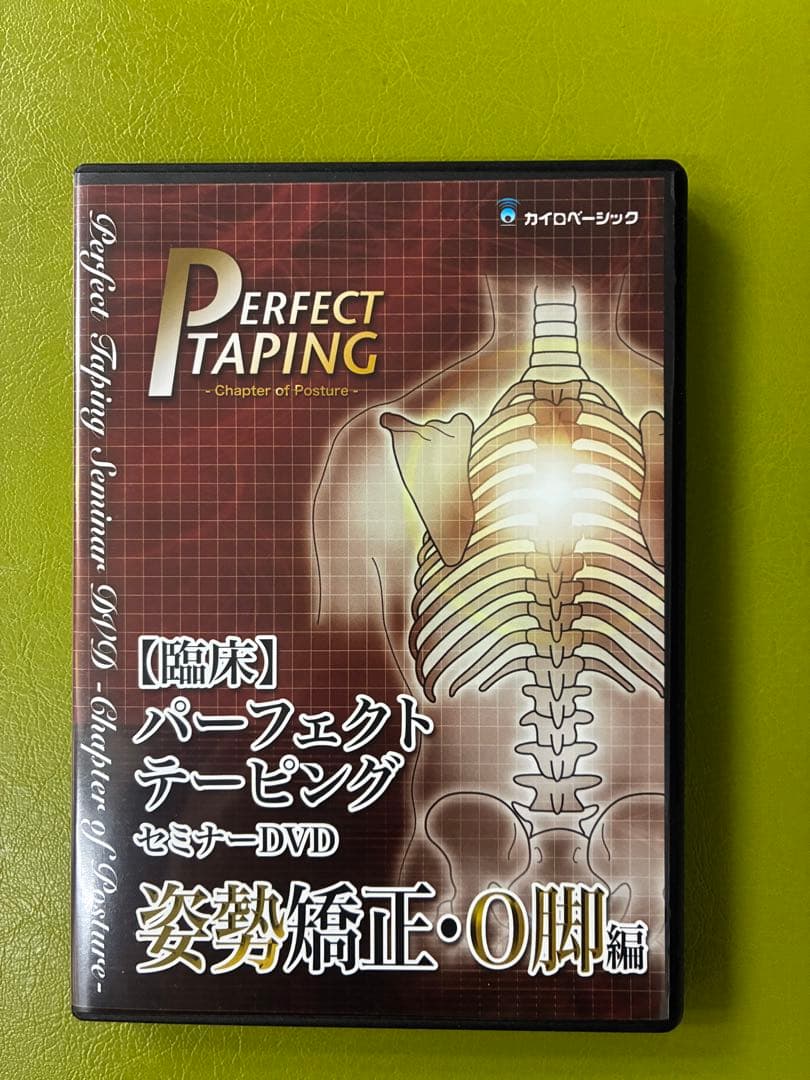 カイロベーシック
PERFECT
TAPING
- Chapter of Posture -
Perfect Taping Seminar DVD -Chapter of Posture-
【臨床】
パーフェクト
テーピング
セミナーDVD
姿勢矯正・O脚編